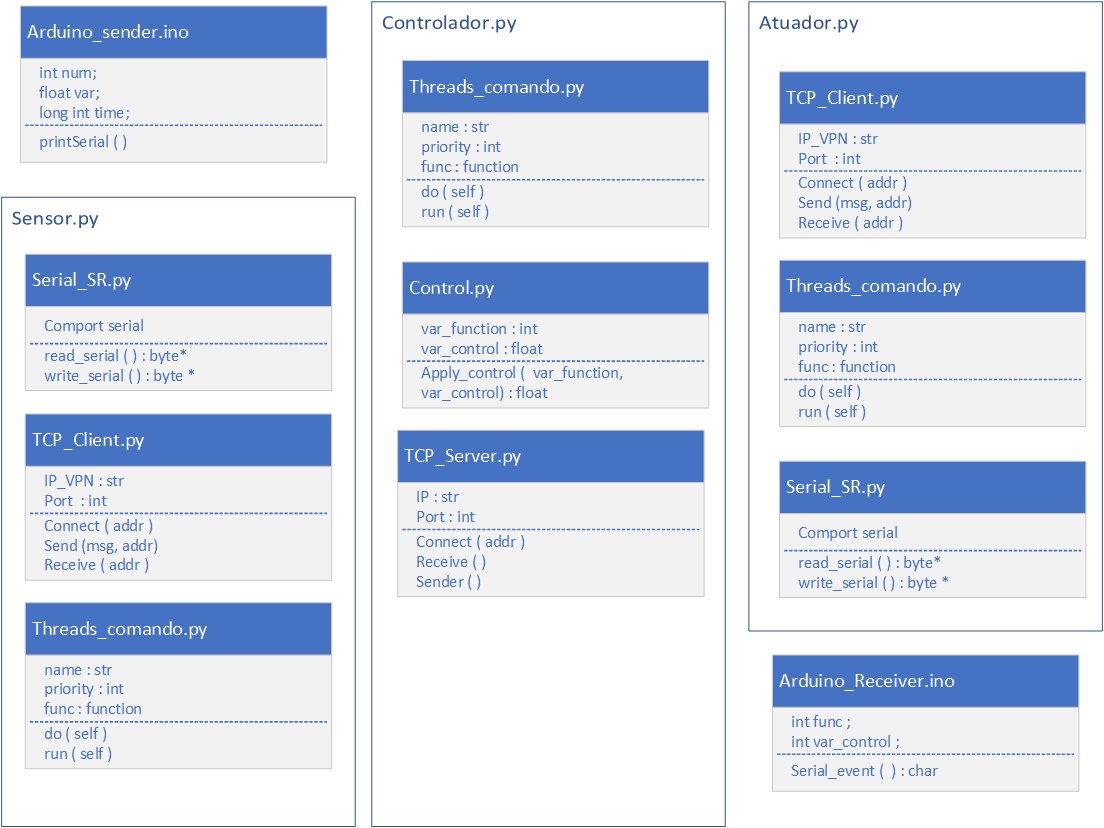 Arduino_sender.ino
int num;
float var;
long int time;
printSerial ( )
Sensor.py
Serial_SR.py
Comport serial
read_serial ( ) : byte*
write_serial ( ) : byte *
TCP_Client.py
IP_VPN : str
Port : int
Connect ( addr )
Send (msg, addr)
Receive ( addr )
Threads_comando.py
name : str
priority : int
func : function
do ( self )
run ( self )
Controlador.py
Threads_comando.py
name : str
priority : int
func : function
do ( self )
run ( self )
Control.py
var_function : int
var_control : float
Apply_control ( var_function,
var_control) : float
TCP_Server.py
IP : str
Port : int
Connect ( addr )
Receive ( )
Sender ( )
Atuador.py
TCP_Client.py
IP_VPN : str
Port : int
Connect ( addr )
Send (msg, addr)
Receive ( addr )
Threads_comando.py
name : str
priority : int
func : function
do ( self )
run ( self )
Serial_SR.py
Comport serial
read_serial ( ) : byte*
write_serial ( ) : byte *
Arduino_Receiver.ino
int func ;
int var_control ;
Serial_event ( ) : char